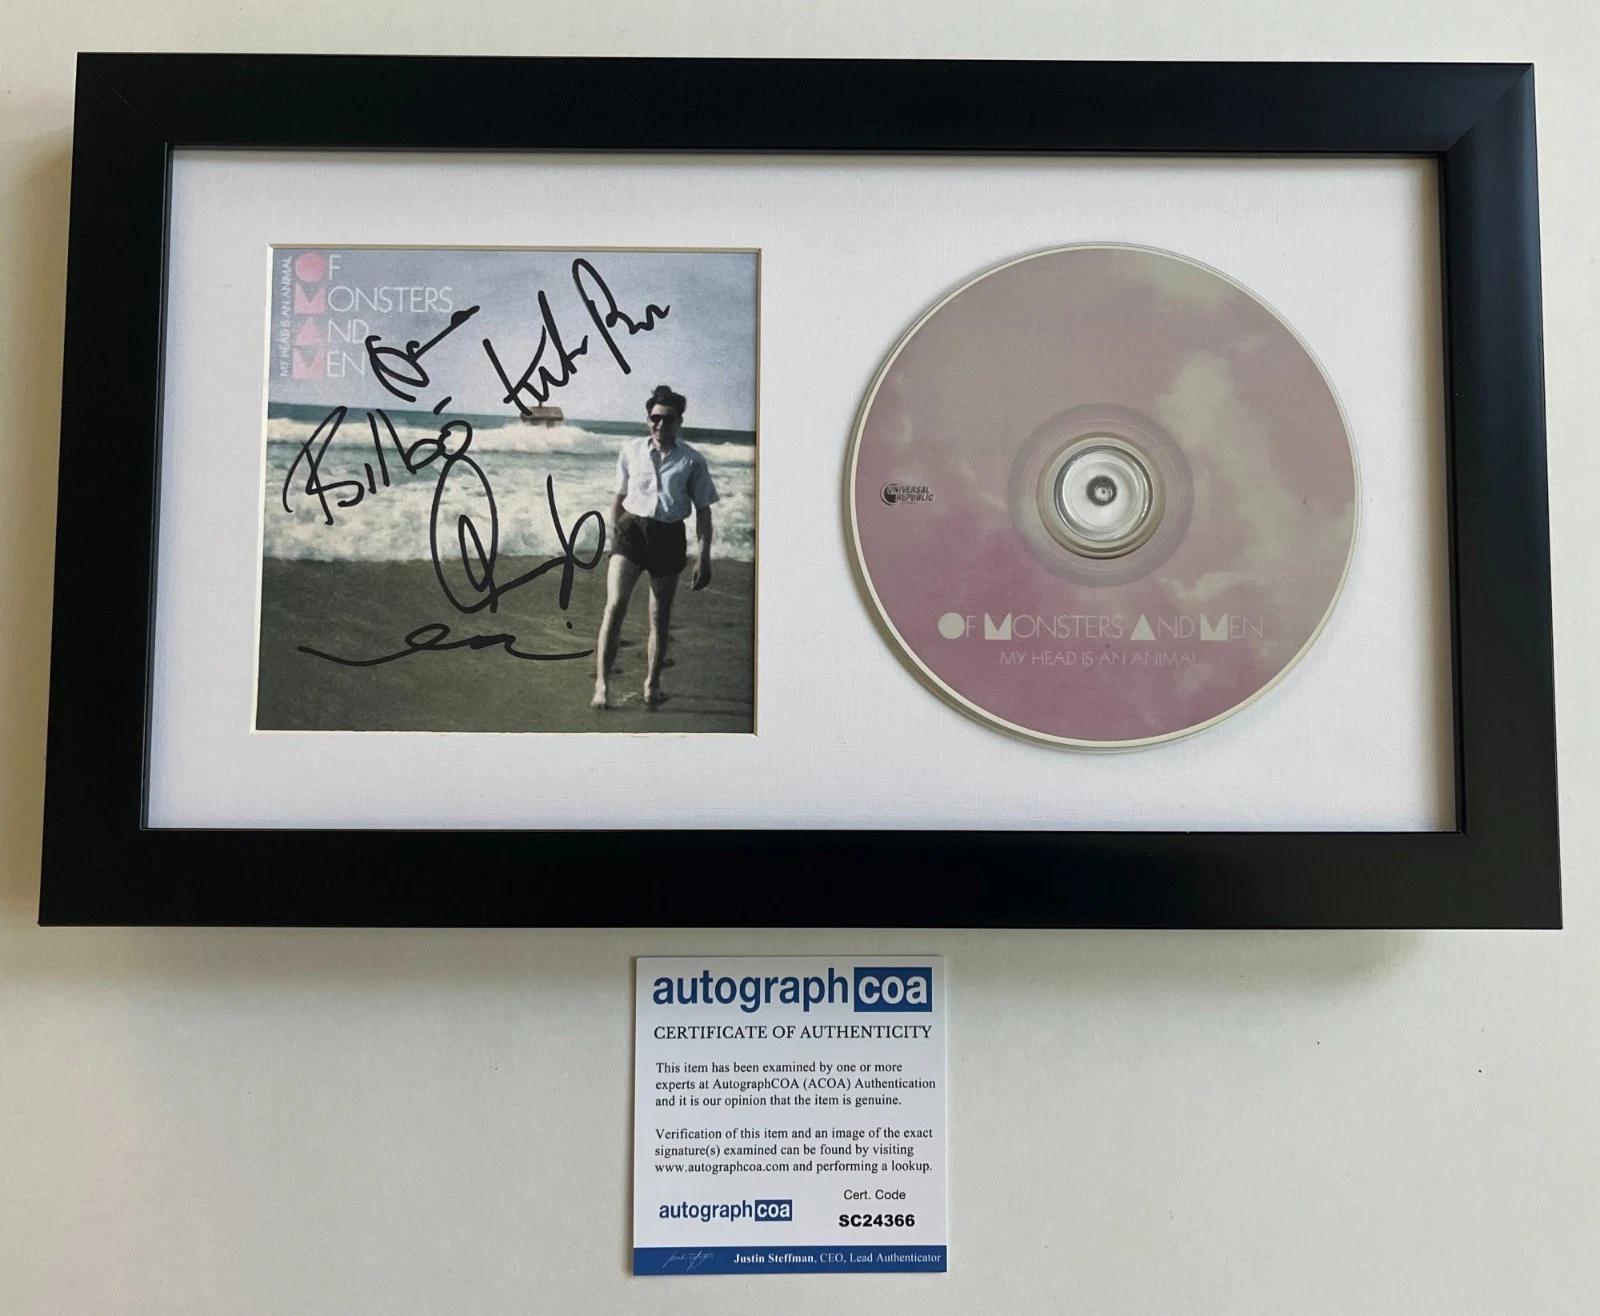 OF
MONSTERS
AND
MEN
MY HEAD IS AN ANIMAL
Bilbó
UNIVERSAL
REPUBLIC
OF MONSTERS AND MEN
MY HEAD IS AN ANIMAL
autographcoa
CERTIFICATE OF AUTHENTICITY
This item has been examined by one or more
experts at AutographCOA (ACOA) Authentication
and it is our opinion that the item is genuine.
Verification of this item and an image of the exact
signature(s) examined can be found by visiting
www.autographcoa.com and performing a lookup.
Cert. Code
autographcoa
SC24366
Justin Steffman, CEO, Lead Authenticator